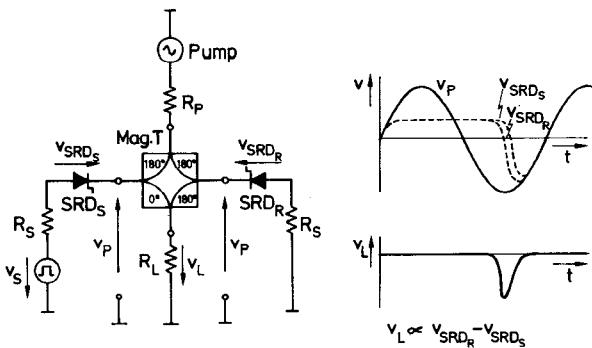 Pump
R_P
Mag.T
v_SRD_S
v_SRD_R
180° 180°
0° 180°
SRD_S
SRD_R
R_S
v_S
v_P
R_L
v_L
v_P
R_S
v
v_P
v_SRD_S
v_SRD_R
t
v_L
t
v_L ∝ v_SRD_R − v_SRD_S